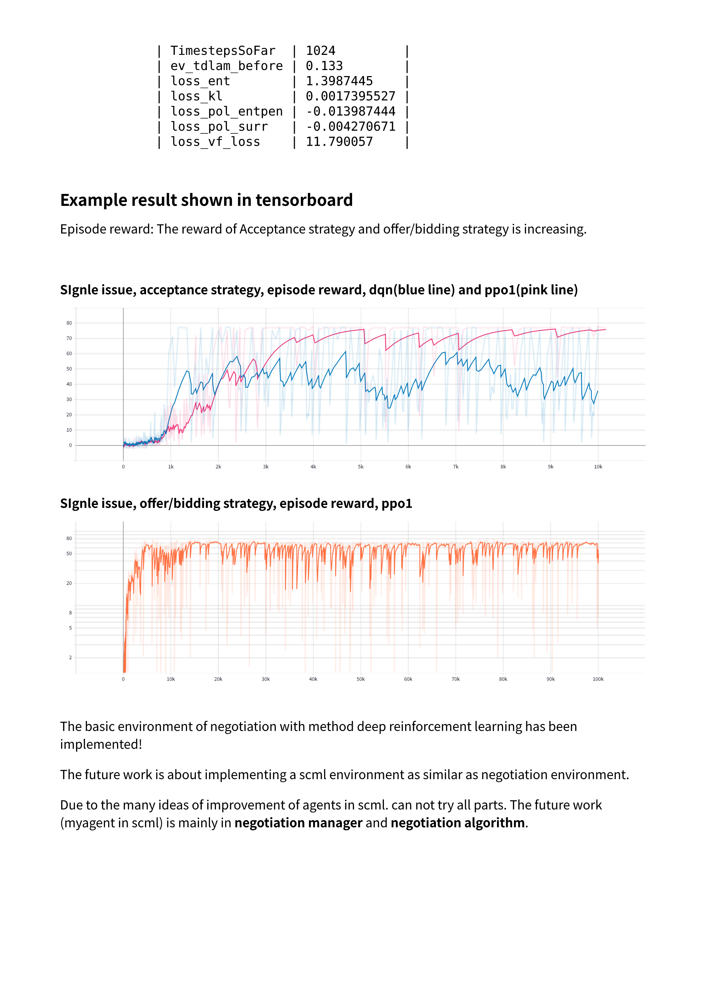 | TimestepsSoFar | 1024 |
| ev_tdlam_before | 0.133 |
| loss_ent | 1.3987445 |
| loss_kl | 0.0017395527 |
| loss_pol_entpen | -0.013987444 |
| loss_pol_surr | -0.004270671 |
| loss_vf_loss | 11.790057 |
Example result shown in tensorboard
Episode reward: The reward of Acceptance strategy and offer/bidding strategy is increasing.
SIgnle issue, acceptance strategy, episode reward, dqn(blue line) and ppo1(pink line)
80
70
60
50
40
30
20
10
0
0 1k 2k 3k 4k 5k 6k 7k 8k 9k 10k
SIgnle issue, offer/bidding strategy, episode reward, ppo1
80
50
20
8
5
2
0 10k 20k 30k 40k 50k 60k 70k 80k 90k 100k
The basic environment of negotiation with method deep reinforcement learning has been
implemented!
The future work is about implementing a scml environment as similar as negotiation environment.
Due to the many ideas of improvement of agents in scml. can not try all parts. The future work
(myagent in scml) is mainly in negotiation manager and negotiation algorithm.